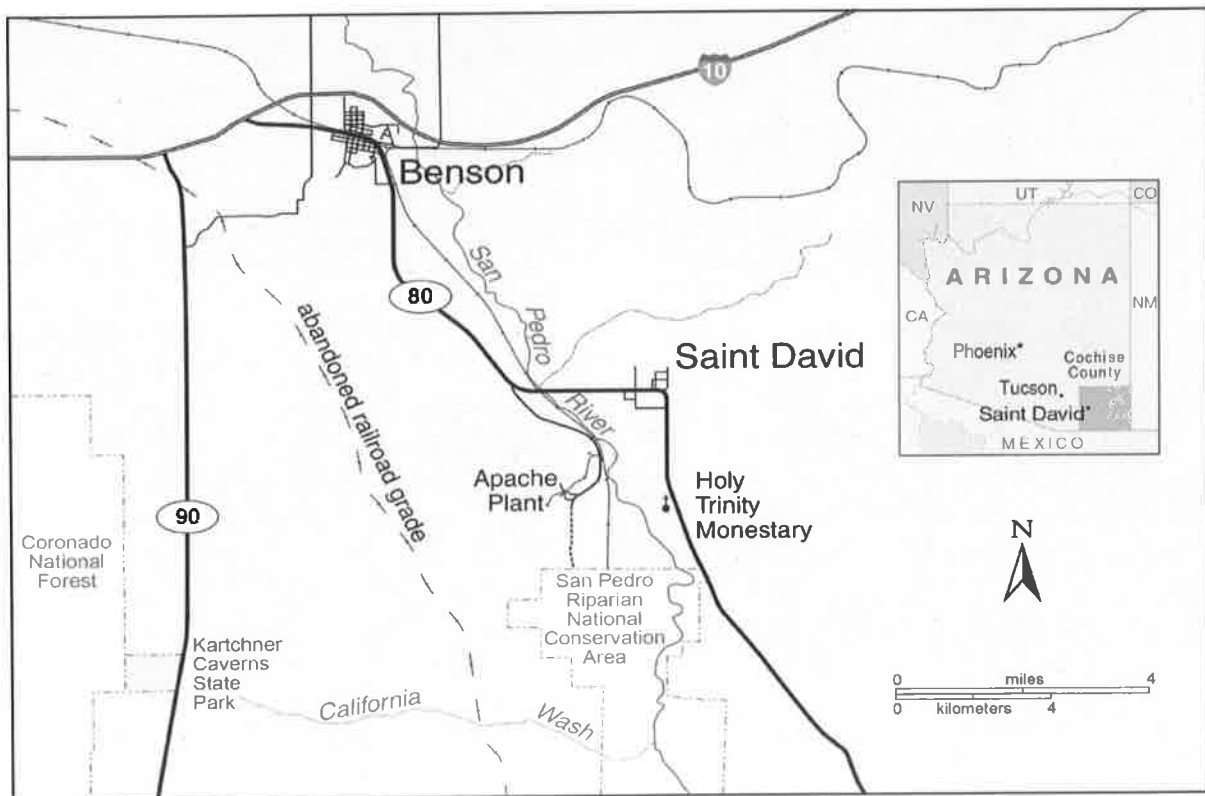 10
A
Benson
San
Pedro
River
80
Saint David
abandoned railroad grade
Apache
Plant
Holy
Trinity
Monestary
90
Coronado
National
Forest
San Pedro
Riparian
National
Conservation
Area
Kartchner
Caverns
State
Park
California
Wash
NV
UT
CO
ARIZONA
CA
NM
Phoenix
Cochise
County
Tucson
Saint David
MEXICO
N
0 miles 4
0 kilometers 4